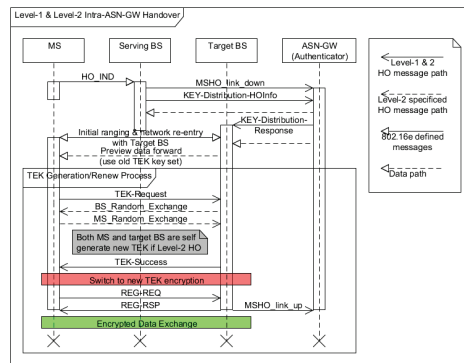 Level-1 & Level-2 Intra-ASN-GW Handover
MS
Serving BS
Target BS
ASN-GW
(Authenticator)
HO_IND
MSHO_link_down
KEY-Distribution-HOInfo
KEY-Distribution-
Response
Initial ranging & network re-entry
with Target BS
Preview data forward
(use old TEK key set)
TEK Generation/Renew Process
TEK-Request
BS_Random_Exchange
MS_Random_Exchange
Both MS and target BS are self
generate new TEK if Level-2 HO
TEK-Success
Switch to new TEK encryption
REG-REQ
REG-RSP
MSHO_link_up
Encrypted Data Exchange
Level-1 & 2
HO message path
Level-2 specificed
HO message path
802.16e defined
messages
Data path